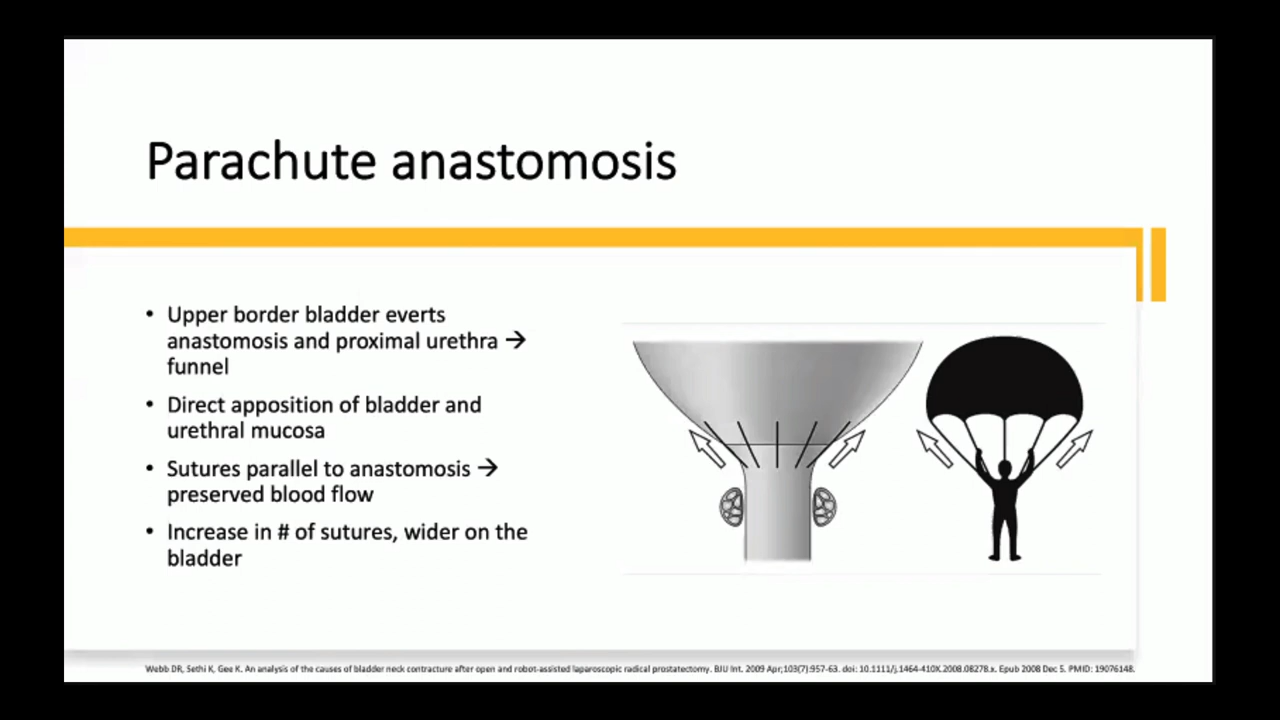 Parachute anastomosis
• Upper border bladder everts
anastomosis and proximal urethra →
funnel
• Direct apposition of bladder and
urethral mucosa
• Sutures parallel to anastomosis →
preserved blood flow
• Increase in # of sutures, wider on the
bladder
Webb DR, Sethi K, Gee K. An analysis of the causes of bladder neck contracture after open and robot-assisted laparoscopic radical prostatectomy. BJU Int. 2009 Apr;103(7):957-63. doi: 10.1111/j.1464-410X.2008.08278.x. Epub 2008 Dec 5. PMID: 19076148.